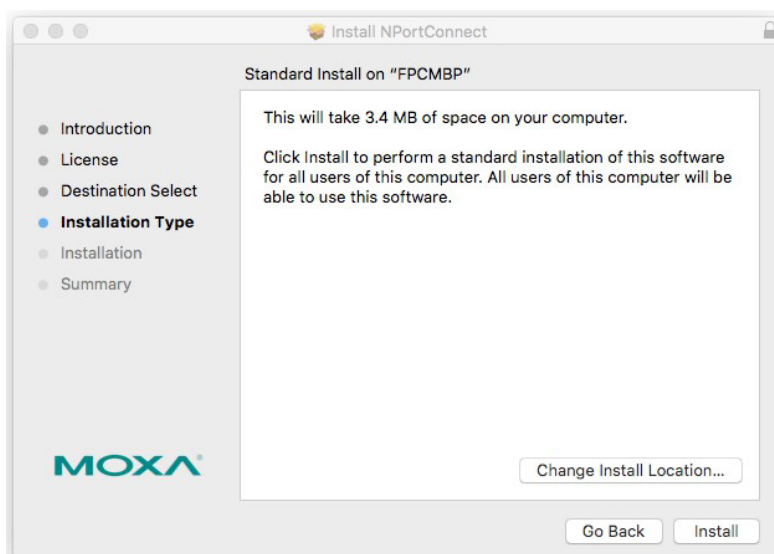 Install NPortConnect
Standard Install on “FPCMBP”
Introduction
License
Destination Select
Installation Type
Installation
Summary
This will take 3.4 MB of space on your computer.
Click Install to perform a standard installation of this software
for all users of this computer. All users of this computer will be
able to use this software.
MOXA®
Change Install Location...
Go Back
Install